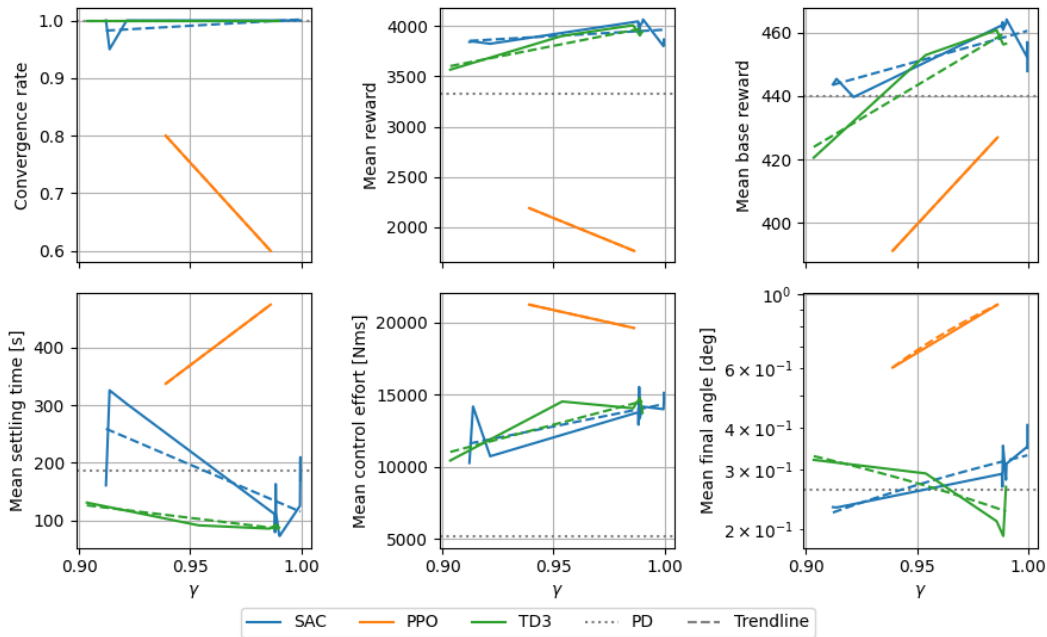 Convergence rate
1.0
0.9
0.8
0.7
0.6
Mean reward
4000
3500
3000
2500
2000
Mean base reward
460
440
420
400
Mean settling time [s]
400
300
200
100
0.90
0.95
1.00
γ
Mean control effort [Nms]
20000
15000
10000
5000
0.90
0.95
1.00
γ
Mean final angle [deg]
10⁰
6 × 10⁻¹
4 × 10⁻¹
3 × 10⁻¹
2 × 10⁻¹
0.90
0.95
1.00
γ
SAC PPO TD3 PD Trendline